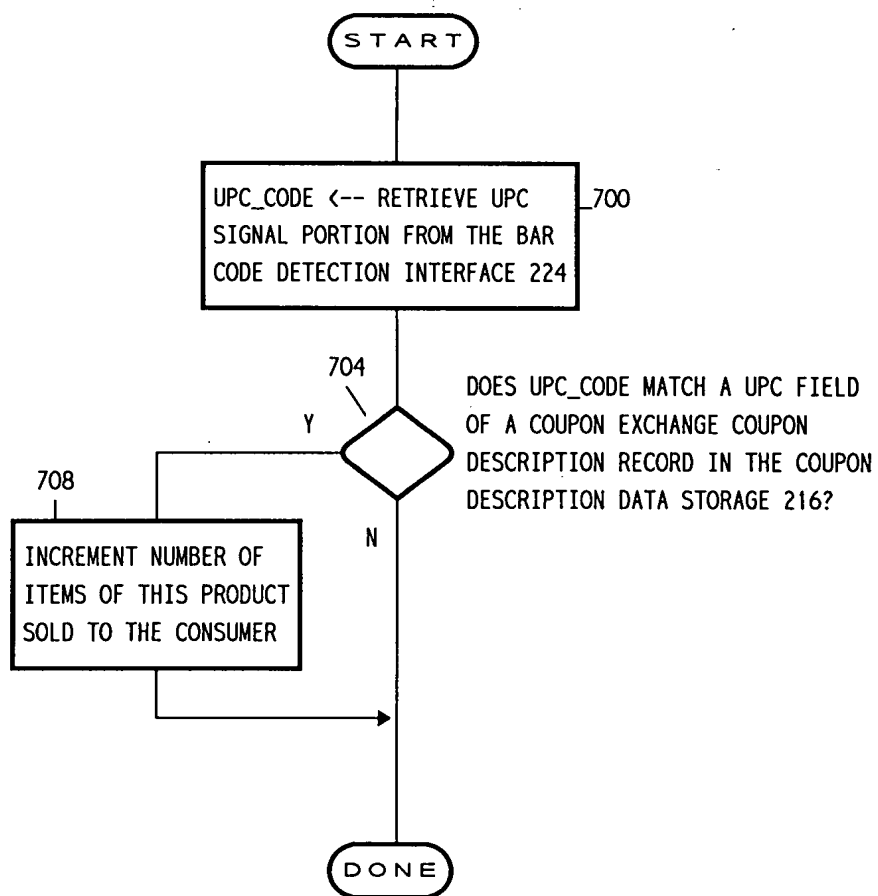 START
UPC_CODE <-- RETRIEVE UPC
SIGNAL PORTION FROM THE BAR
CODE DETECTION INTERFACE 224
700
704
DOES UPC_CODE MATCH A UPC FIELD
OF A COUPON EXCHANGE COUPON
DESCRIPTION RECORD IN THE COUPON
DESCRIPTION DATA STORAGE 216?
Y
N
708
INCREMENT NUMBER OF
ITEMS OF THIS PRODUCT
SOLD TO THE CONSUMER
DONE